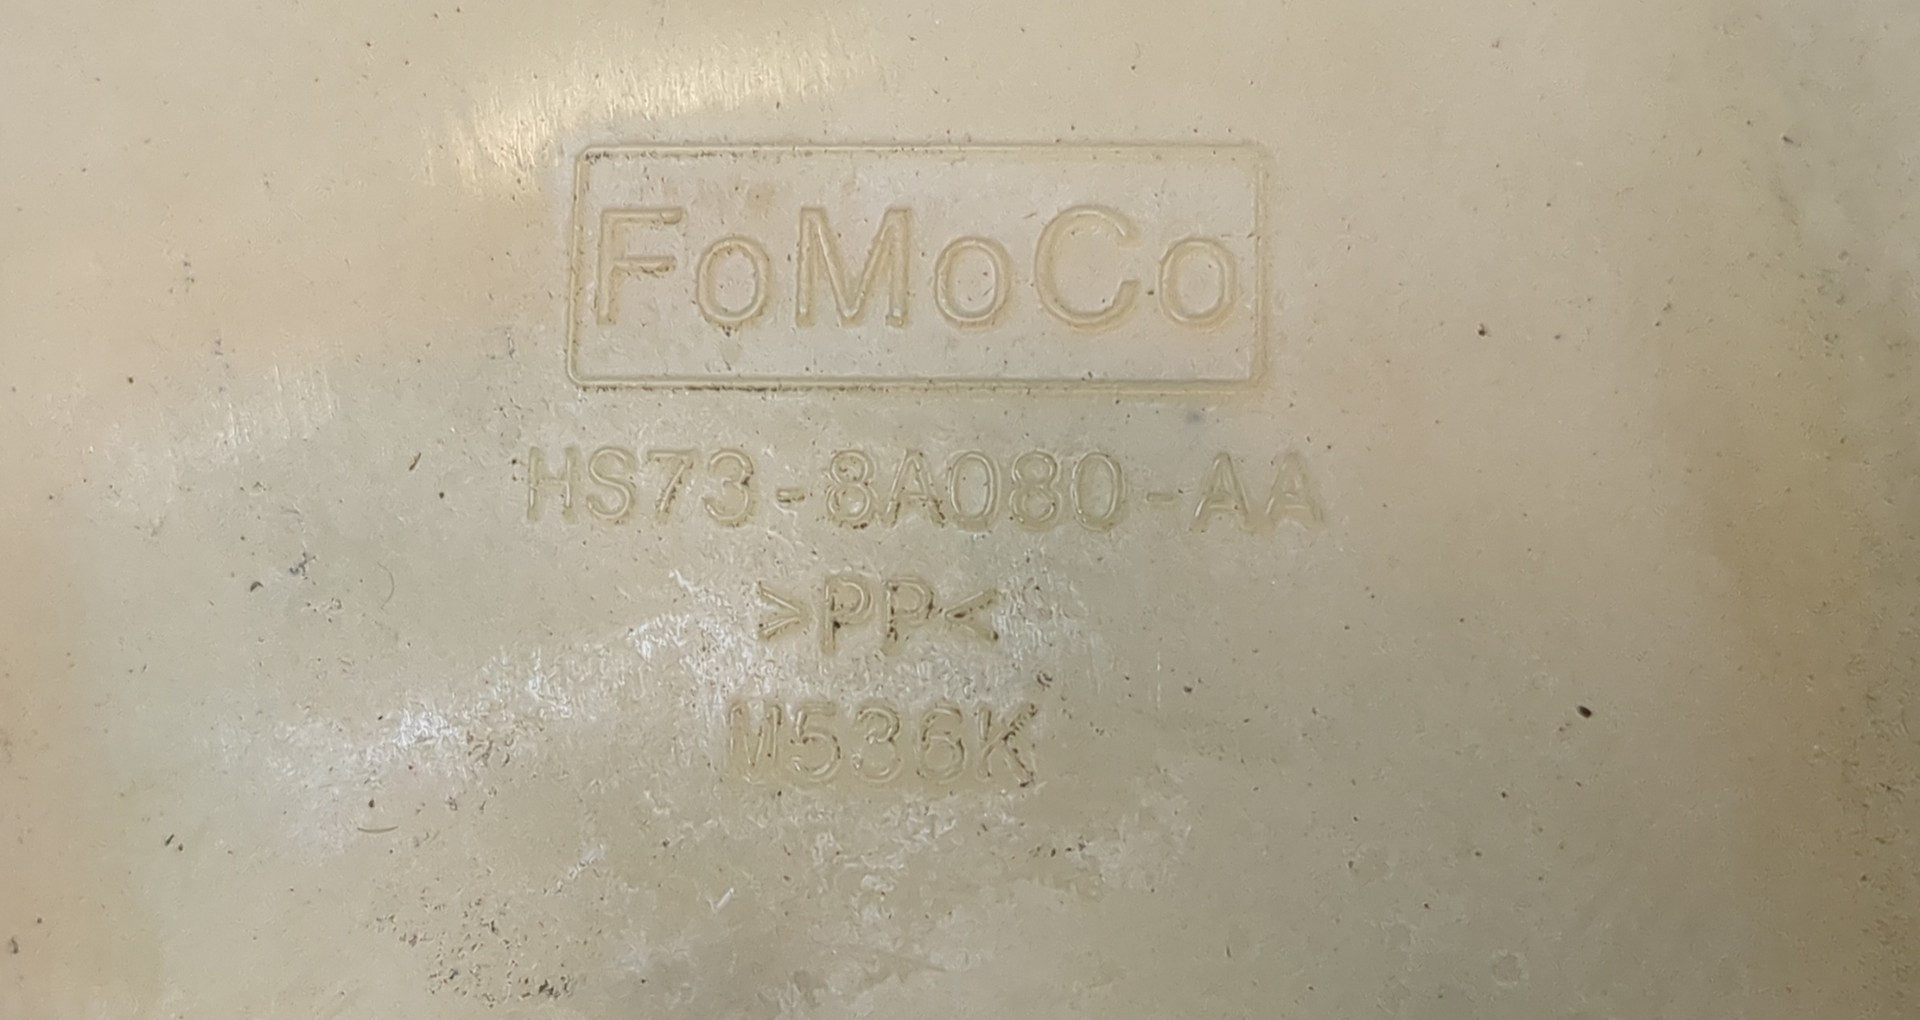 FoMoCo
HS73-8A080-AA
>PP<
M536K